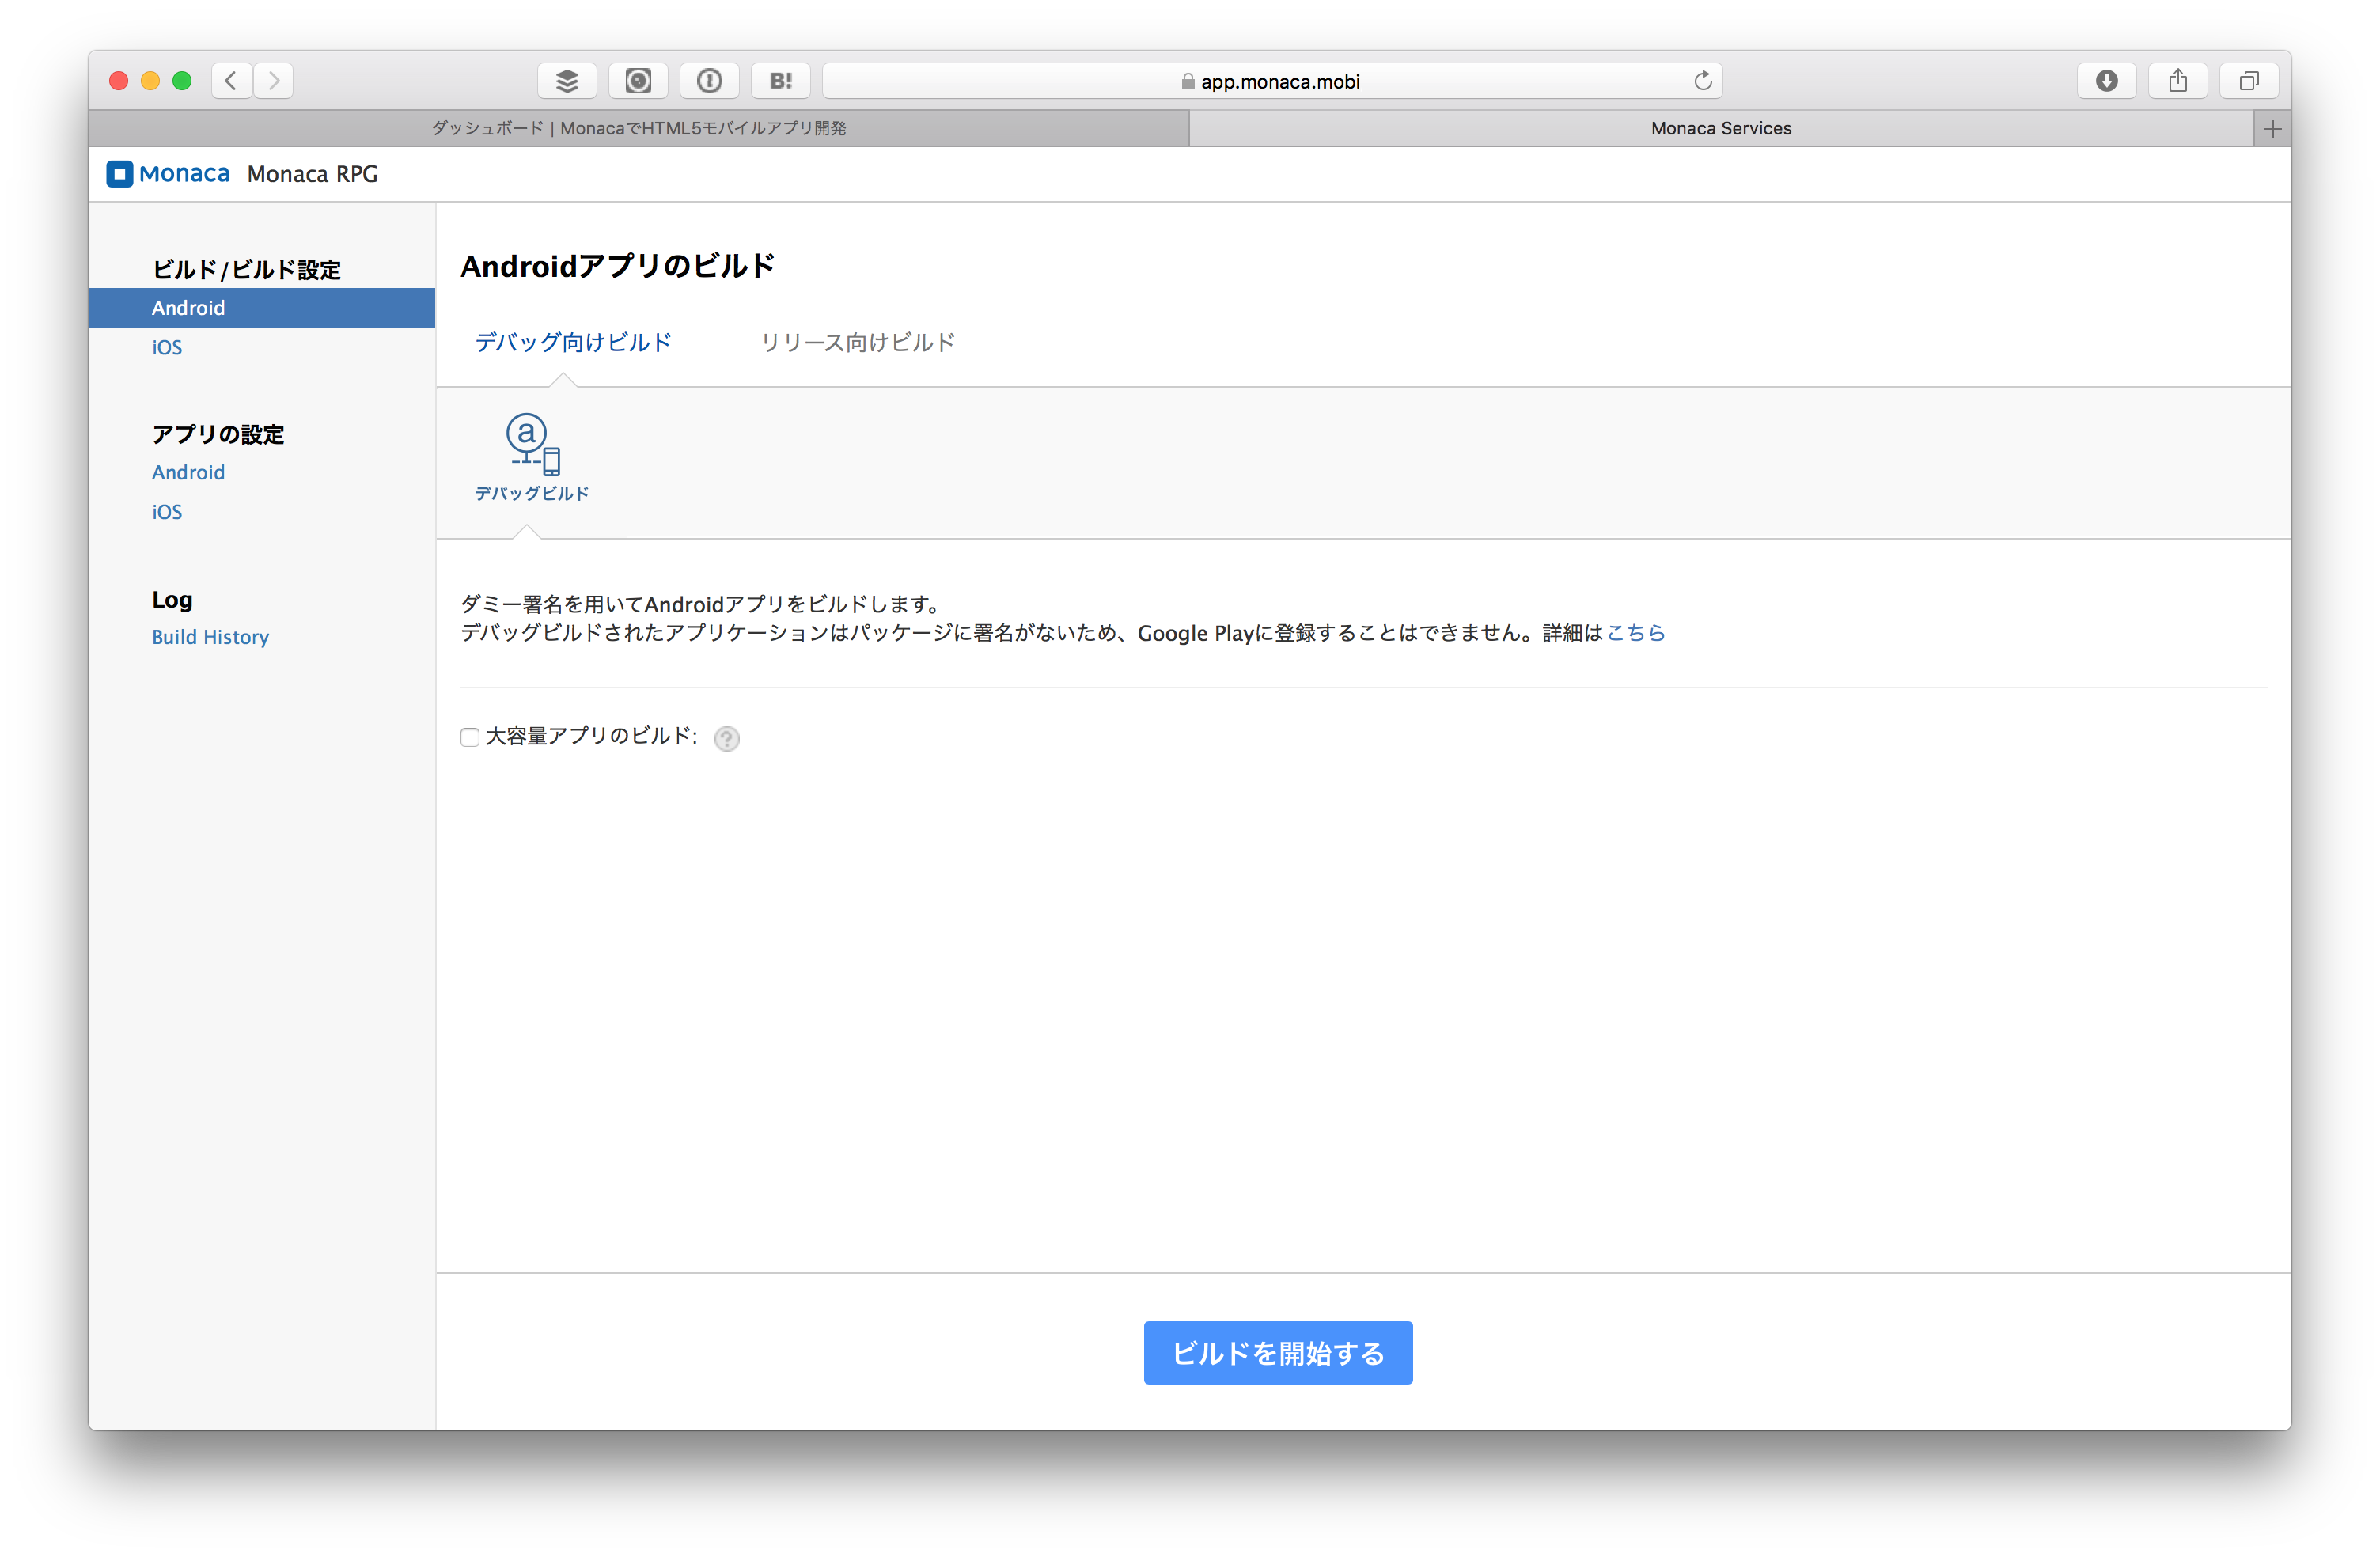 B!
app.monaca.mobi
ダッシュボード | MonacaでHTML5モバイルアプリ開発
Monaca Services
Monaca Monaca RPG
ビルド/ビルド設定
Android
iOS
アプリの設定
Android
iOS
Log
Build History
Androidアプリのビルド
デバッグ向けビルド
リリース向けビルド
a
デバッグビルド
ダミー署名を用いてAndroidアプリをビルドします。
デバッグビルドされたアプリケーションはパッケージに署名がないため、Google Playに登録することはできません。詳細はこちら
大容量アプリのビルド: ?
ビルドを開始する